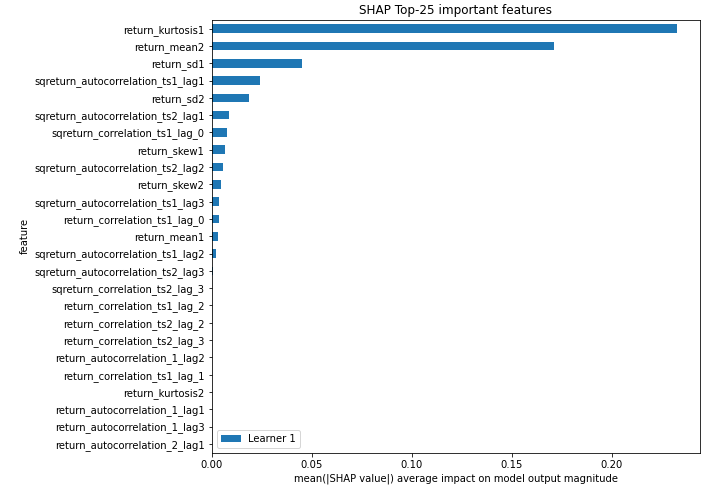 SHAP Top-25 important features
return_kurtosis1
return_mean2
return_sd1
sqreturn_autocorrelation_ts1_lag1
return_sd2
sqreturn_autocorrelation_ts2_lag1
sqreturn_correlation_ts1_lag_0
return_skew1
sqreturn_autocorrelation_ts2_lag2
return_skew2
sqreturn_autocorrelation_ts1_lag3
return_correlation_ts1_lag_0
return_mean1
sqreturn_autocorrelation_ts1_lag2
sqreturn_autocorrelation_ts2_lag3
sqreturn_correlation_ts2_lag_3
return_correlation_ts1_lag_2
return_correlation_ts2_lag_2
return_correlation_ts2_lag_3
return_autocorrelation_1_lag2
return_correlation_ts1_lag_1
return_kurtosis2
return_autocorrelation_1_lag1
return_autocorrelation_1_lag3
return_autocorrelation_2_lag1
feature
Learner 1
0.00 0.05 0.10 0.15 0.20
mean(|SHAP value|) average impact on model output magnitude